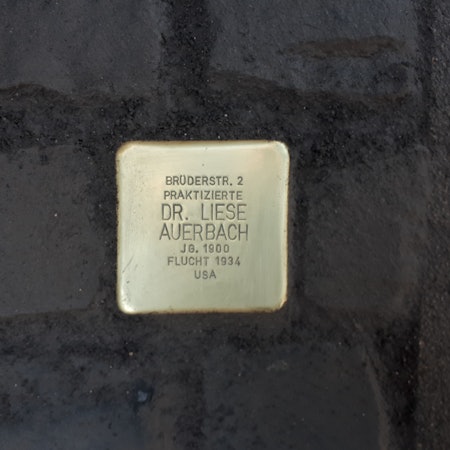 BRÜDERSTR. 2
PRAKTIZIERTE
DR. LIESE
AUERBACH
JG. 1900
FLUCHT 1934
USA